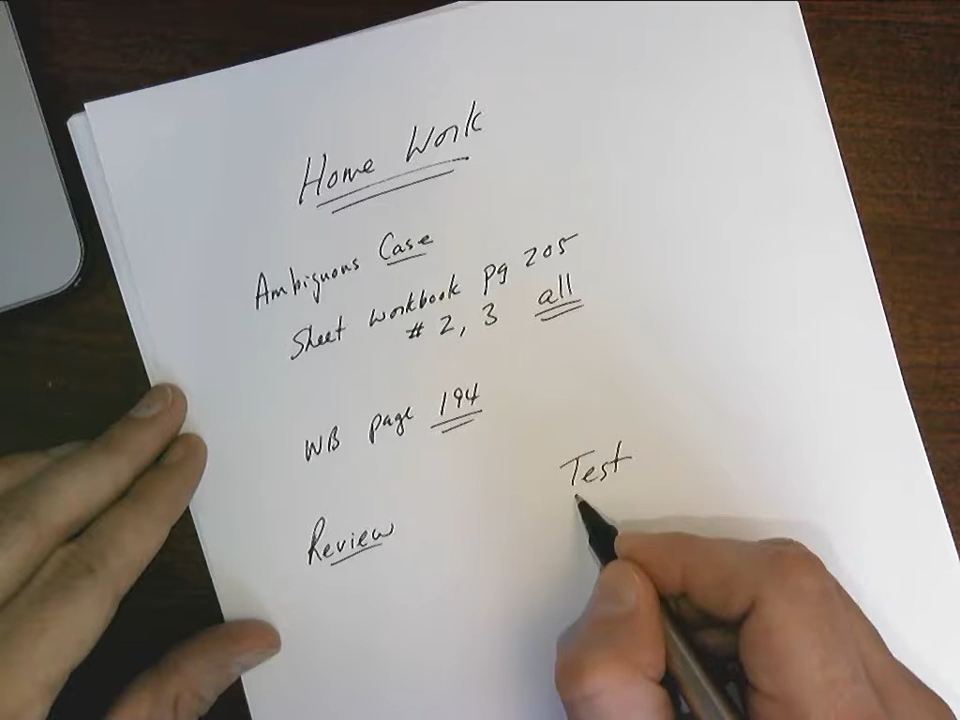 Home Work
Ambiguous Case
Sheet workbook pg 205
# 2, 3 all
WB page 194
Test
Review